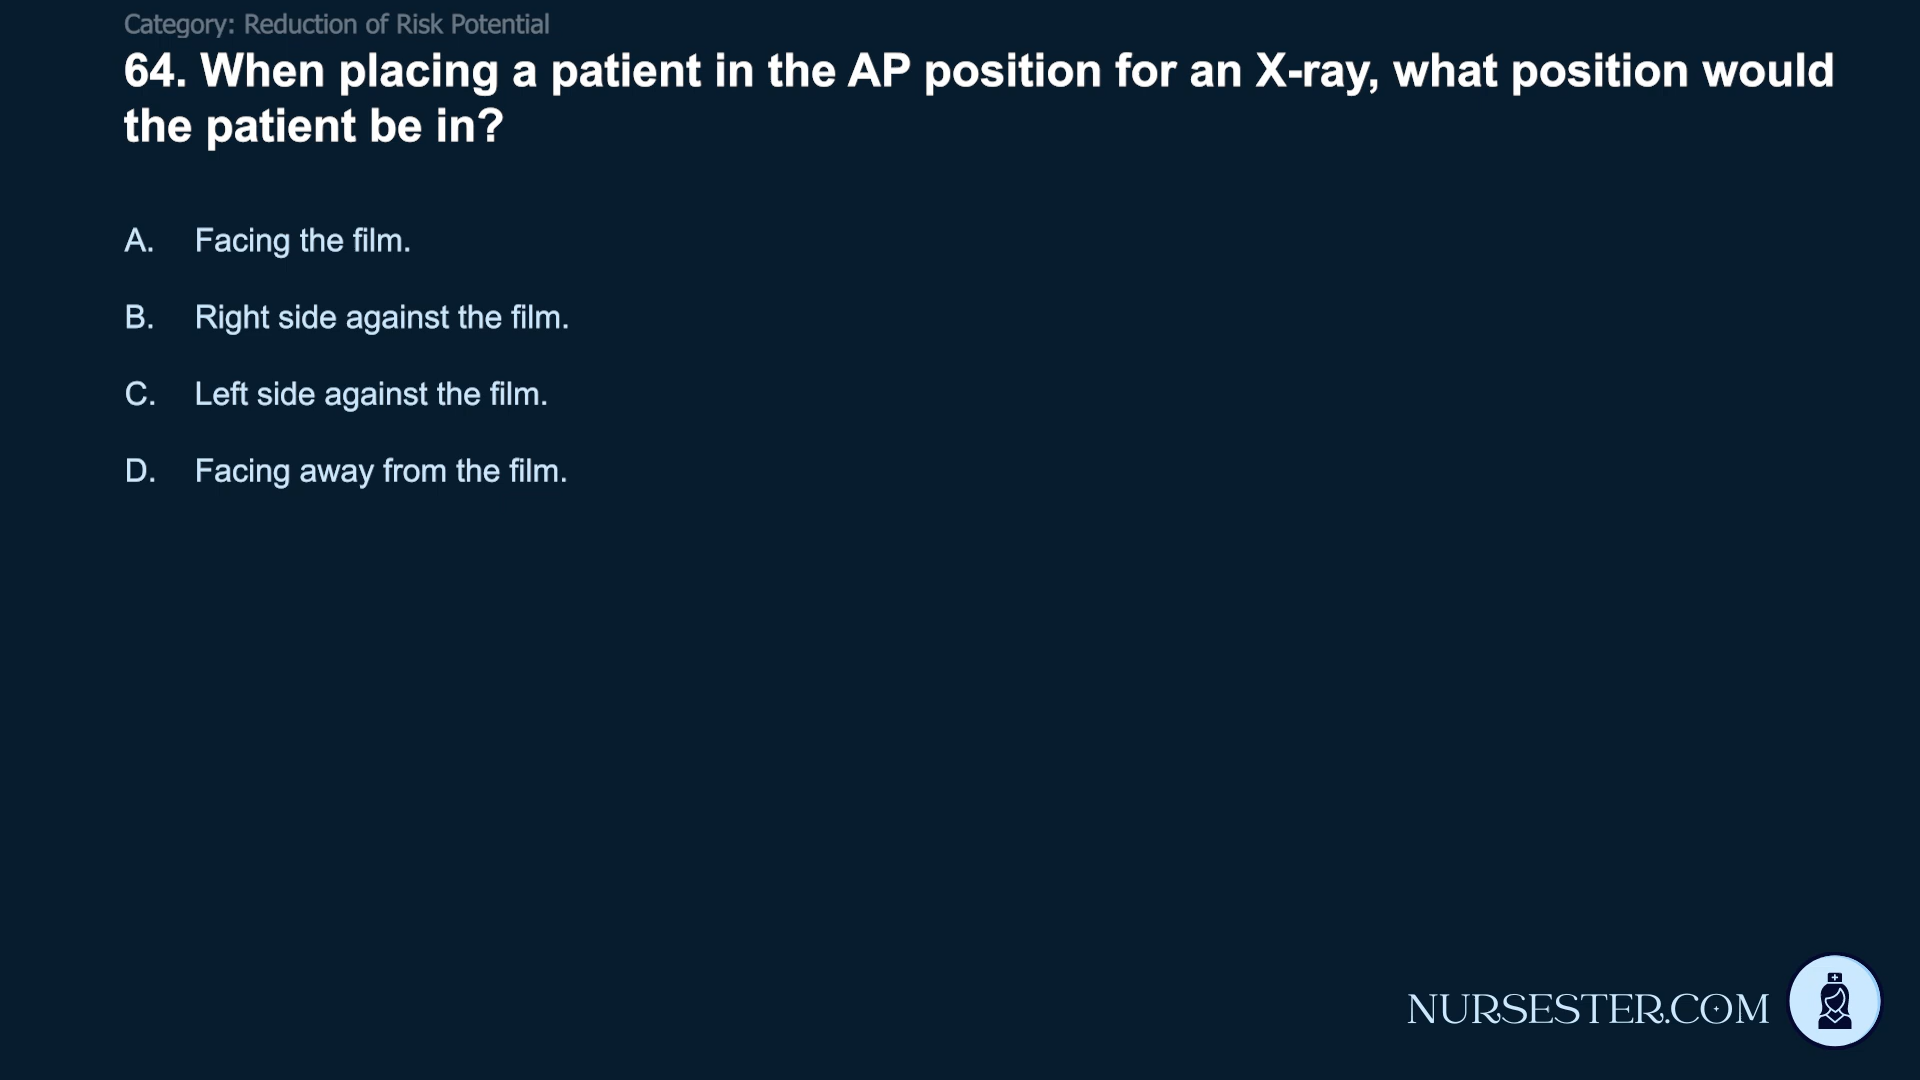 Category: Reduction of Risk Potential
64. When placing a patient in the AP position for an X-ray, what position would
the patient be in?
A. Facing the film.
B. Right side against the film.
C. Left side against the film.
D. Facing away from the film.
NURSESTER.COM